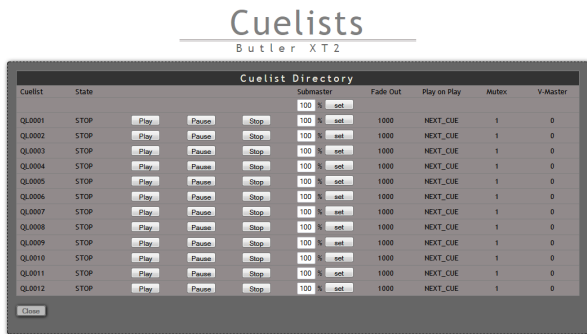 Cuelists
Butler XT2
Cuelist Directory
Cuelist State Submaster Fade Out Play on Play Mutex V-Master
100 % set
QL0001 STOP Play Pause Stop 100 % set 1000 NEXT_CUE 1 0
QL0002 STOP Play Pause Stop 100 % set 1000 NEXT_CUE 1 0
QL0003 STOP Play Pause Stop 100 % set 1000 NEXT_CUE 1 0
QL0004 STOP Play Pause Stop 100 % set 1000 NEXT_CUE 1 0
QL0005 STOP Play Pause Stop 100 % set 1000 NEXT_CUE 1 0
QL0006 STOP Play Pause Stop 100 % set 1000 NEXT_CUE 1 0
QL0007 STOP Play Pause Stop 100 % set 1000 NEXT_CUE 1 0
QL0008 STOP Play Pause Stop 100 % set 1000 NEXT_CUE 1 0
QL0009 STOP Play Pause Stop 100 % set 1000 NEXT_CUE 1 0
QL0010 STOP Play Pause Stop 100 % set 1000 NEXT_CUE 1 0
QL0011 STOP Play Pause Stop 100 % set 1000 NEXT_CUE 1 0
QL0012 STOP Play Pause Stop 100 % set 1000 NEXT_CUE 1 0
Close